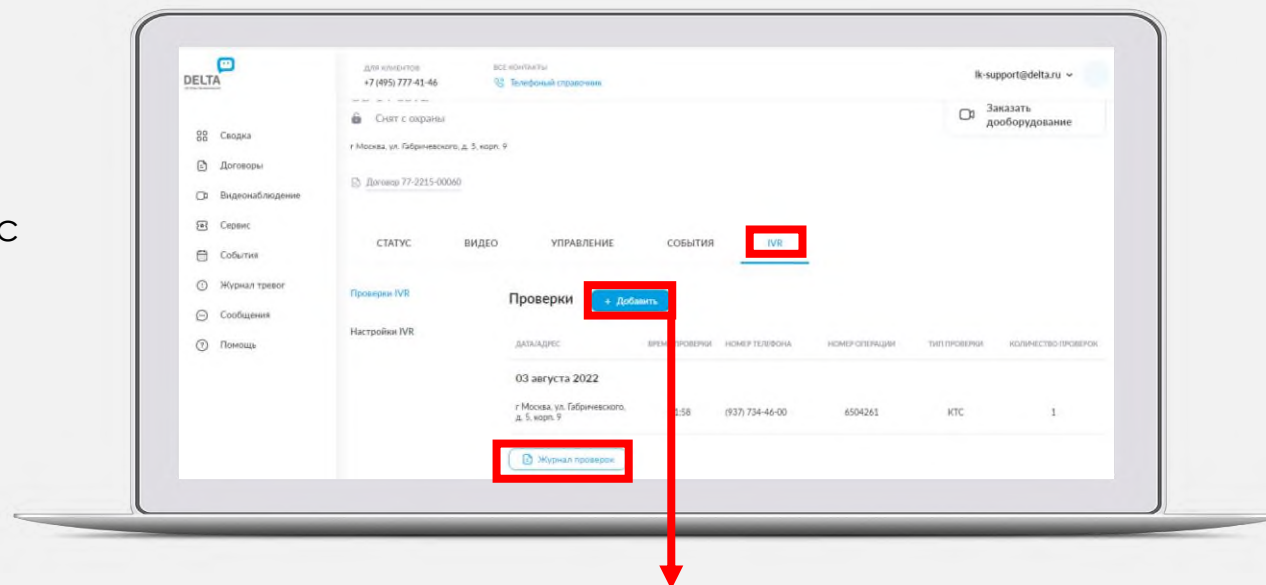 DELTA
ДЛЯ КЛИЕНТОВ
+7 (495) 777-41-46
ВСЕ КОНТАКТЫ
Телефоный справочник
lk-support@delta.ru
Снят с охраны
Заказать
дооборудование
г Москва, ул. Габричевского, д. 5, корп. 9
Договор 77-2215-00060
Сводка
Договоры
Видеонаблюдение
Сервис
События
Журнал тревог
Сообщения
Помощь
с
СТАТУС ВИДЕО УПРАВЛЕНИЕ СОБЫТИЯ IVR
Проверки IVR
Настройки IVR
Проверки + Добавить
ДАТА/АДРЕС ПРОВЕРКИ НОМЕР ТЕЛЕФОНА НОМЕР ОПЕРАЦИИ ТИП ПРОВЕРКИ КОЛИЧЕСТВО ПРОВЕРОК
03 августа 2022
г Москва, ул. Габричевского,
д. 5, корп. 9
:58 (937) 734-46-00 6504261 КТС 1
Журнал проверок